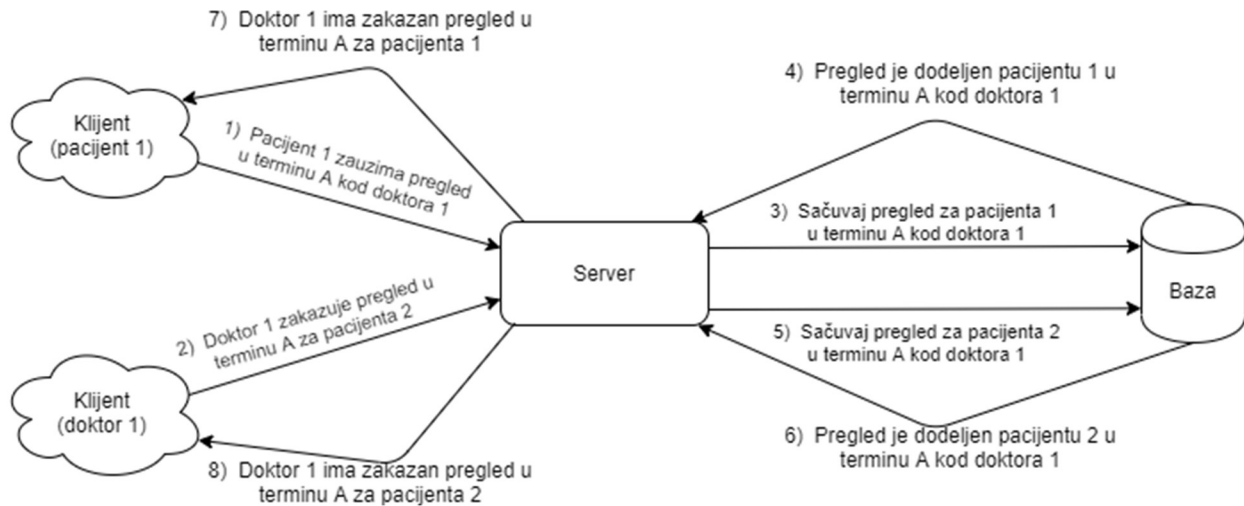 7) Doktor 1 ima zakazan pregled u
terminu A za pacijenta 1
4) Pregled je dodeljen pacijentu 1 u
terminu A kod doktora 1
Klijent
(pacijent 1)
1) Pacijent 1 zauzima pregled
u terminu A kod doktora 1
3) Sačuvaj pregled za pacijenta 1
u terminu A kod doktora 1
Server
Baza
2) Doktor 1 zakazuje pregled u
terminu A za pacijenta 2
5) Sačuvaj pregled za pacijenta 2
u terminu A kod doktora 1
Klijent
(doktor 1)
6) Pregled je dodeljen pacijentu 2 u
terminu A kod doktora 1
8) Doktor 1 ima zakazan pregled u
terminu A za pacijenta 2